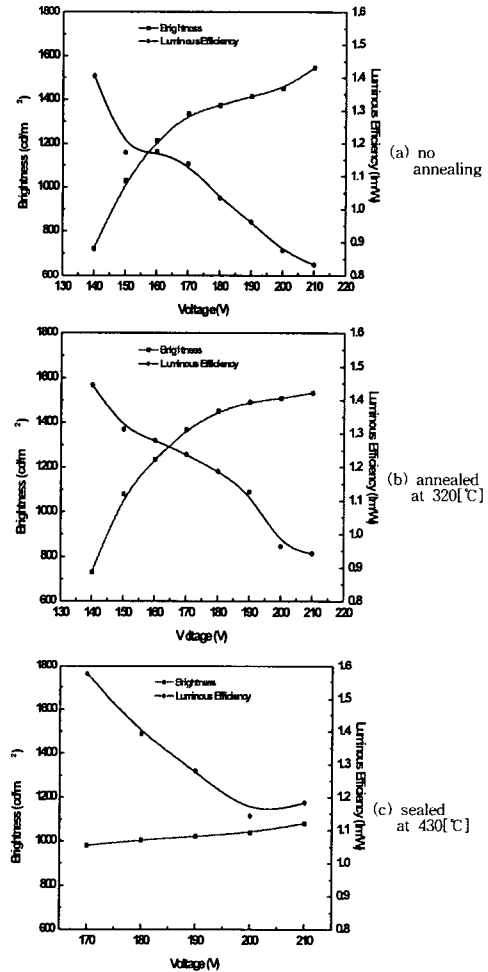 1800
1600
1400
1200
1000
800
600
1.6
1.5
1.4
1.3
1.2
1.1
1.0
0.9
0.8
Brightness
Luminous Efficiency
Brightness (cd/m²)
Luminous Efficiency (lm/W)
130 140 150 160 170 180 190 200 210 220
Voltage(V)
(a) no
annealing
1800
1600
1400
1200
1000
800
600
1.6
1.5
1.4
1.3
1.2
1.1
1.0
0.9
0.8
Brightness
Luminous Efficiency
Brightness (cd/m²)
Luminous Efficiency (lm/W)
130 140 150 160 170 180 190 200 210 220
Voltage(V)
(b) annealed
at 320[℃]
1800
1600
1400
1200
1000
800
600
1.6
1.5
1.4
1.3
1.2
1.1
1.0
0.9
0.8
Brightness
Luminous Efficiency
Brightness (cd/m²)
Luminous Efficiency (lm/W)
170 180 190 200 210
Voltage (V)
(c) sealed
at 430[℃]